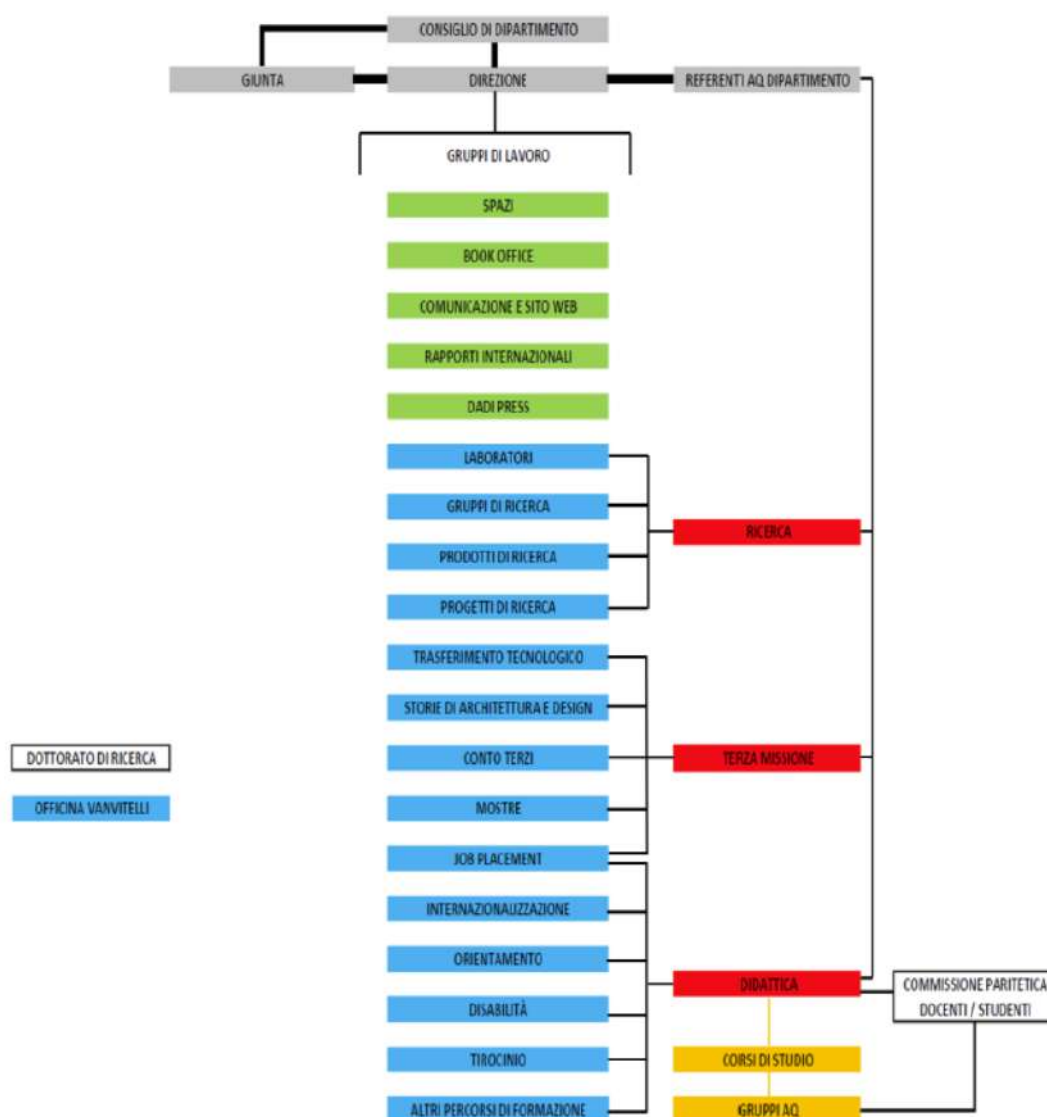 CONSIGLIO DI DIPARTIMENTO
GIUNTA
DIREZIONE
REFERENTI AQ DIPARTIMENTO
GRUPPI DI LAVORO
SPAZI
BOOK OFFICE
COMUNICAZIONE E SITO WEB
RAPPORTI INTERNAZIONALI
DADI PRESS
LABORATORI
GRUPPI DI RICERCA
RICERCA
PRODOTTI DI RICERCA
PROGETTI DI RICERCA
TRASFERIMENTO TECNOLOGICO
STORIE DI ARCHITETTURA E DESIGN
DOTTORATO DI RICERCA
CONTO TERZI
TERZA MISSIONE
OFFICINA VANVITELLI
MOSTRE
JOB PLACEMENT
INTERNAZIONALIZZAZIONE
ORIENTAMENTO
DIDATTICA
COMMISSIONE PARITETICA
DOCENTI / STUDENTI
DISABILITÀ
TIROCINIO
CORSI DI STUDIO
ALTRI PERCORSI DI FORMAZIONE
GRUPPI AQ